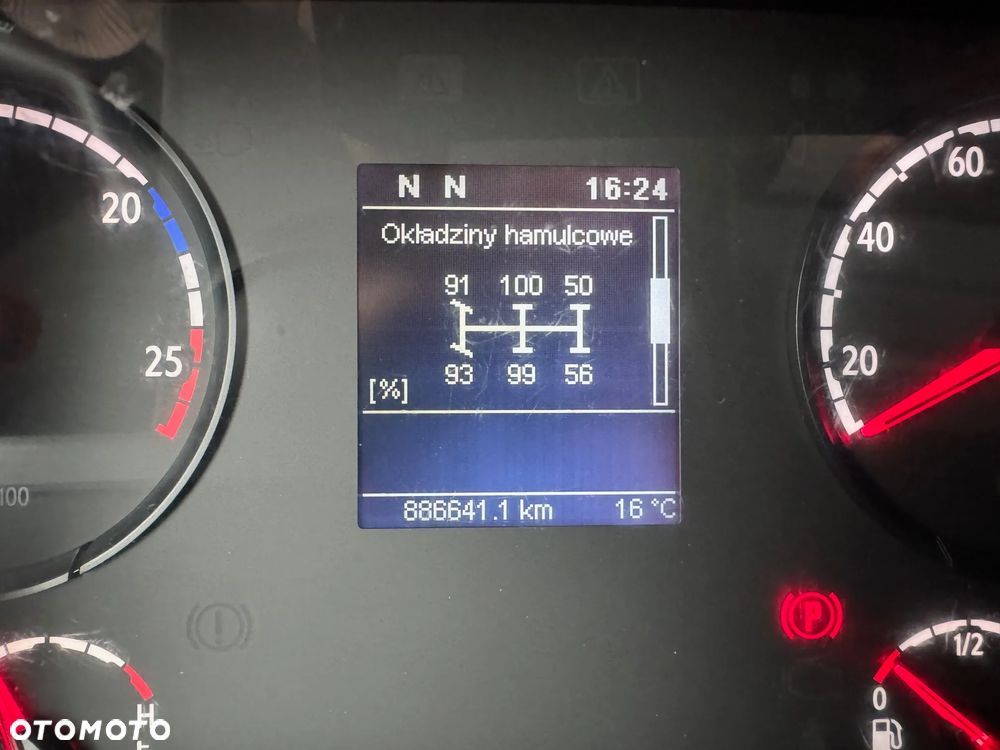 N N 16:24
Okładziny hamulcowe
91 100 50
93 99 56
[%]
886641.1 km 16 °C
20
25
100
60
40
20
P
1/2
0
H
OTOMOTO